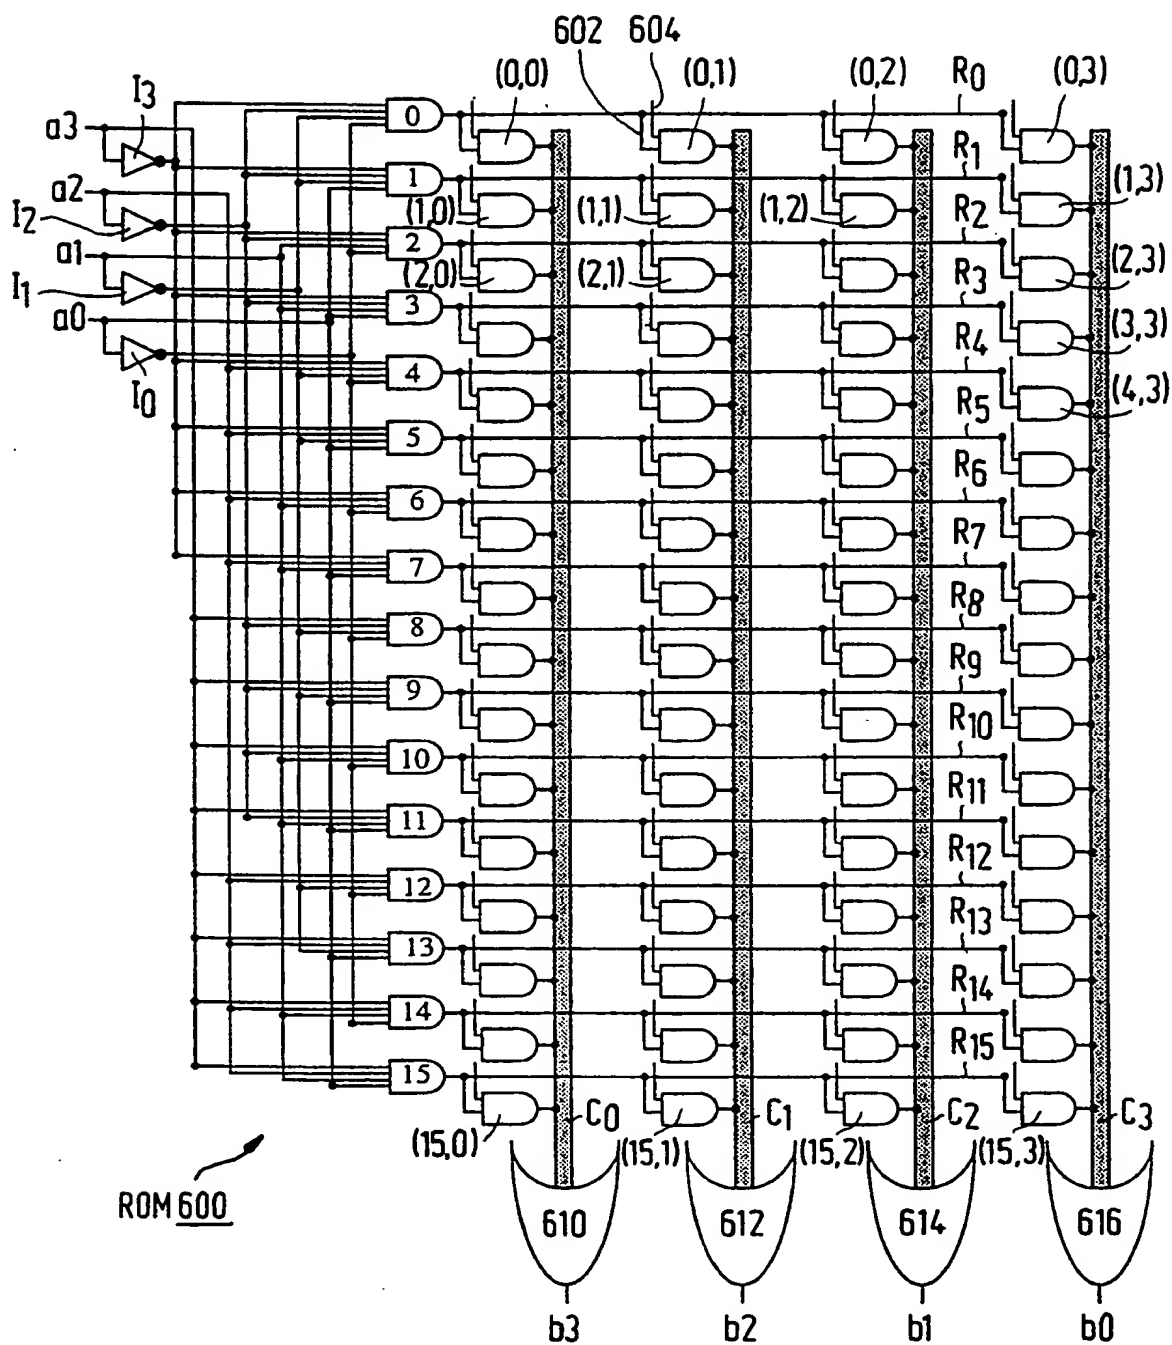 602 604
(0,0) (0,1) (0,2) R0 (0,3)
I3
a3
0
R1
a2
1
(1,3)
I2
(1,0) (1,1) (1,2) R2
a1
2
(2,0) (2,1) R3 (2,3)
I1
a0
3
(3,3)
R4
I0
4
(4,3)
R5
5
R6
6
R7
7
R8
8
R9
9
R10
10
R11
11
R12
12
R13
13
R14
14
R15
15
C0 C1 C2 C3
(15,0) (15,1) (15,2) (15,3)
ROM 600
610 612 614 616
b3 b2 b1 b0